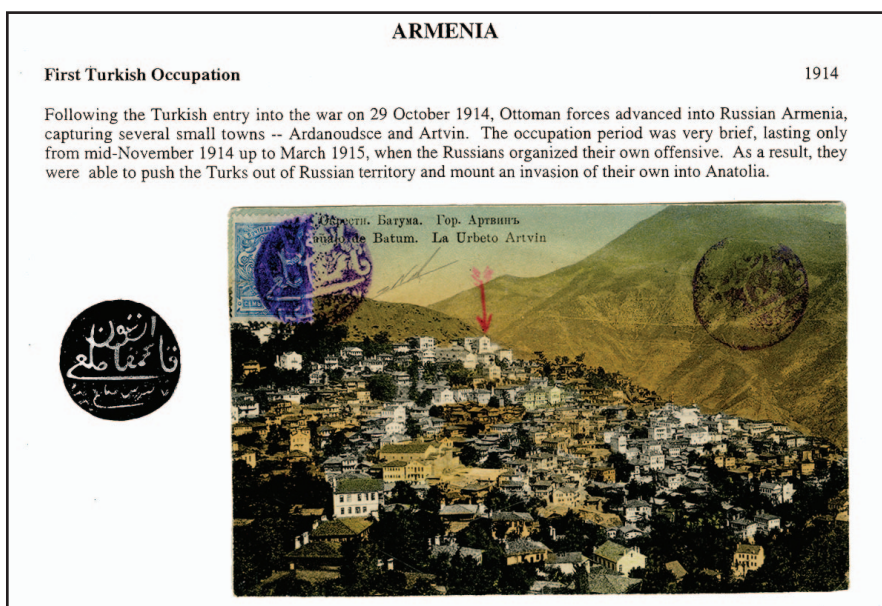 ARMENIA
First Turkish Occupation 1914
Following the Turkish entry into the war on 29 October 1914, Ottoman forces advanced into Russian Armenia,
capturing several small towns -- Ardanoudsce and Artvin. The occupation period was very brief, lasting only
from mid-November 1914 up to March 1915, when the Russians organized their own offensive. As a result, they
were able to push the Turks out of Russian territory and mount an invasion of their own into Anatolia.
Батума. Гор. Артвинъ
de Batum. La Urbeto Artvin